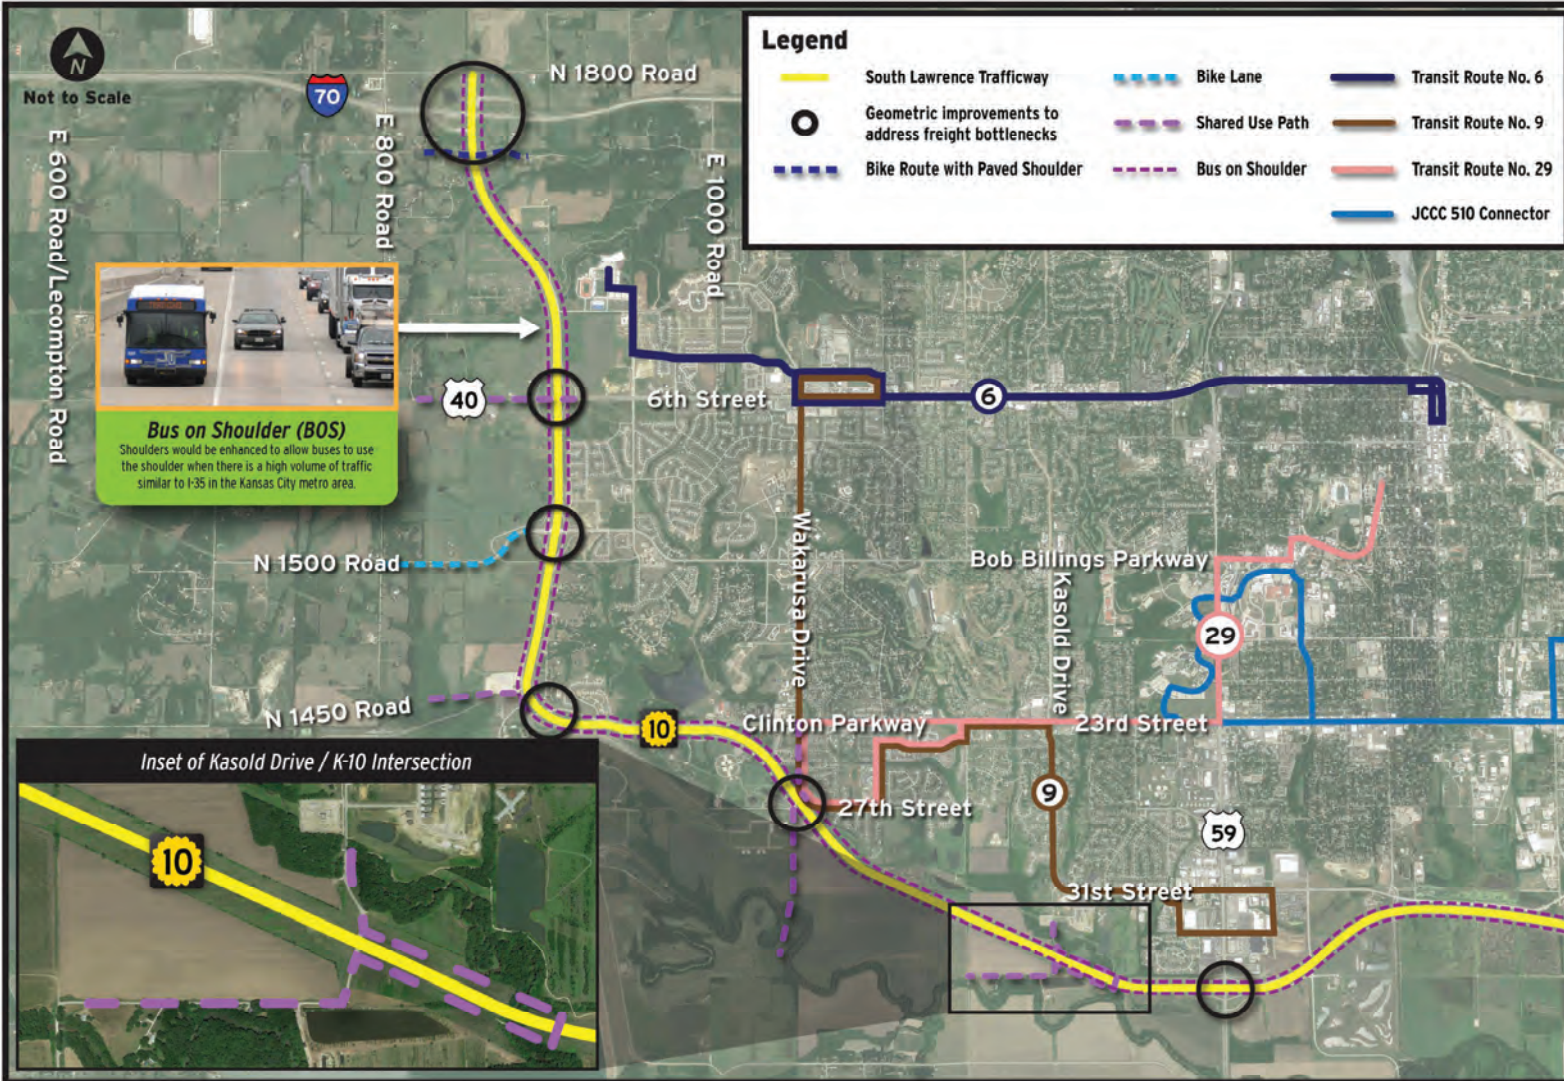 N
Not to Scale
70
N 1800 Road
E 600 Road/Lecompton Road
E 800 Road
E 1000 Road
Legend
South Lawrence Trafficway
Geometric improvements to
address freight bottlenecks
Bike Route with Paved Shoulder
Bike Lane
Shared Use Path
Bus on Shoulder
Transit Route No. 6
Transit Route No. 9
Transit Route No. 29
JCCC 510 Connector
Bus on Shoulder (BOS)
Shoulders would be enhanced to allow buses to use
the shoulder when there is a high volume of traffic
similar to I-35 in the Kansas City metro area.
40
6th Street
6
N 1500 Road
Wakarusa Drive
Bob Billings Parkway
Kasold Drive
29
N 1450 Road
10
Clinton Parkway
23rd Street
27th Street
9
59
31st Street
Inset of Kasold Drive / K-10 Intersection
10